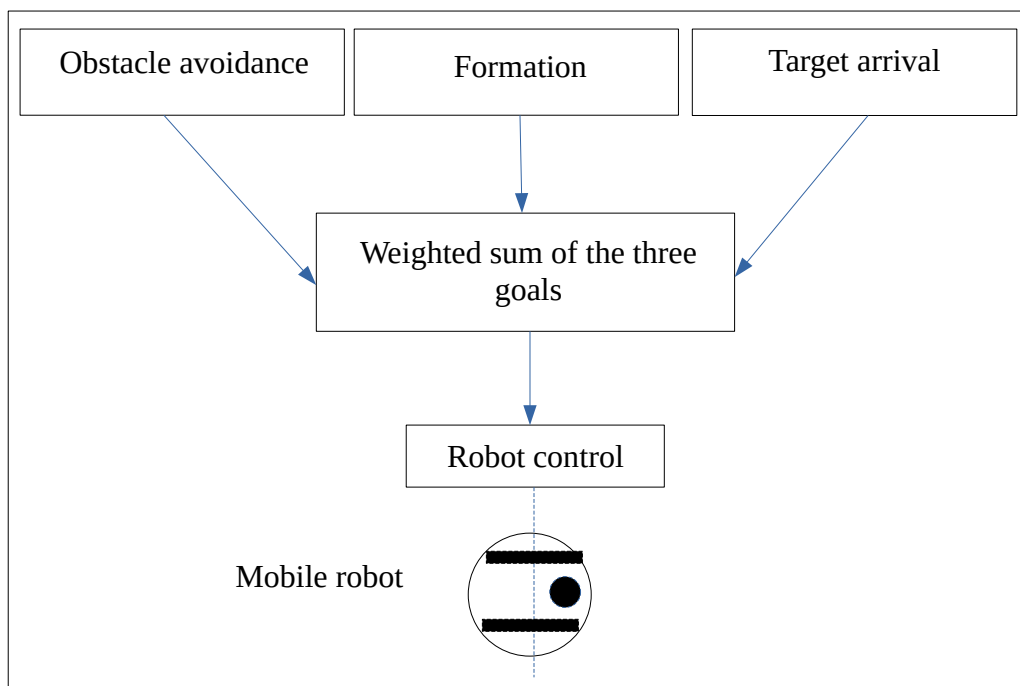 Obstacle avoidance
Formation
Target arrival
Weighted sum of the three
goals
Robot control
Mobile robot